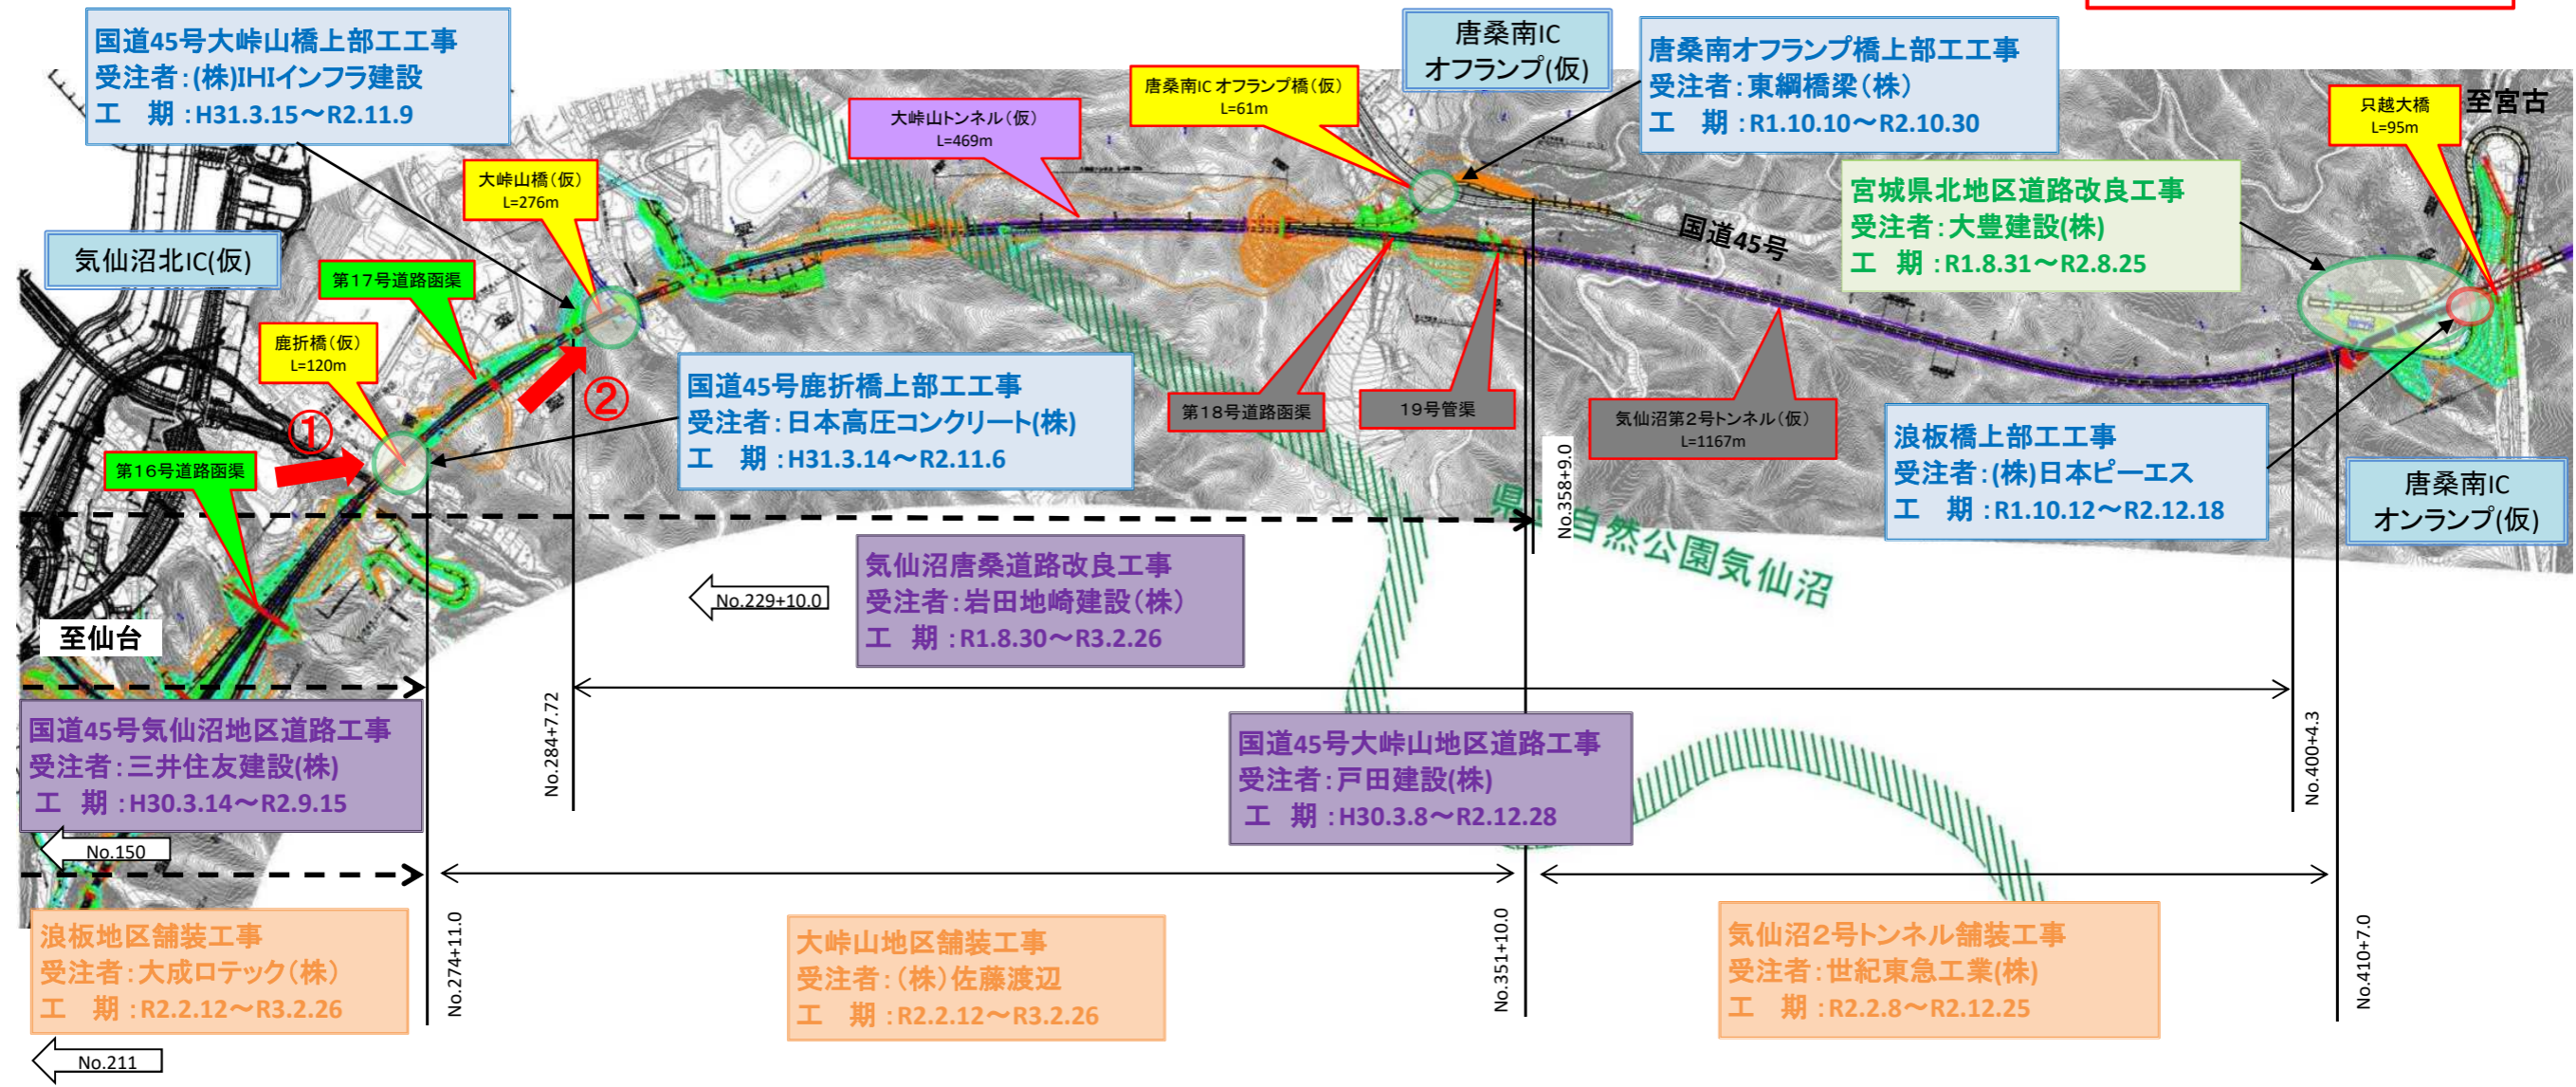 国道45号大峠山橋上部工工事
受注者：(株)IHIインフラ建設
工　期：H31.3.15～R2.11.9
唐桑南IC
オフランプ(仮)
唐桑南オフランプ橋上部工工事
受注者：東綱橋梁（株）
工　期：R1.10.10～R2.10.30
唐桑南IC オフランプ橋（仮）
L=61m
大峠山トンネル（仮）
L=469m
只越大橋
L=95m
至宮古
大峠山橋（仮）
L=276m
宮城県北地区道路改良工事
受注者：大豊建設(株)
工　期：R1.8.31～R2.8.25
国道45号
気仙沼北IC(仮)
第17号道路函渠
鹿折橋（仮）
L=120m
①
②
国道45号鹿折橋上部工工事
受注者：日本高圧コンクリート(株)
工　期：H31.3.14～R2.11.6
第18号道路函渠
19号管渠
気仙沼第2号トンネル（仮）
L=1167m
浪板橋上部工工事
受注者：(株)日本ピーエス
工　期：R1.10.12～R2.12.18
唐桑南IC
オンランプ(仮)
第16号道路函渠
No.358+9.0
自然公園気仙沼
気仙沼唐桑道路改良工事
受注者：岩田地崎建設（株）
工　期：R1.8.30～R3.2.26
No.229+10.0
至仙台
国道45号気仙沼地区道路工事
受注者：三井住友建設(株)
工　期：H30.3.14～R2.9.15
No.284+7.72
国道45号大峠山地区道路工事
受注者：戸田建設(株)
工　期：H30.3.8～R2.12.28
No.400+4.3
No.150
浪板地区舗装工事
受注者：大成ロテック（株）
工　期：R2.2.12～R3.2.26
No.274+11.0
大峠山地区舗装工事
受注者：（株）佐藤渡辺
工　期：R2.2.12～R3.2.26
No.351+10.0
気仙沼2号トンネル舗装工事
受注者：世紀東急工業(株)
工　期：R2.2.8～R2.12.25
No.410+7.0
No.211